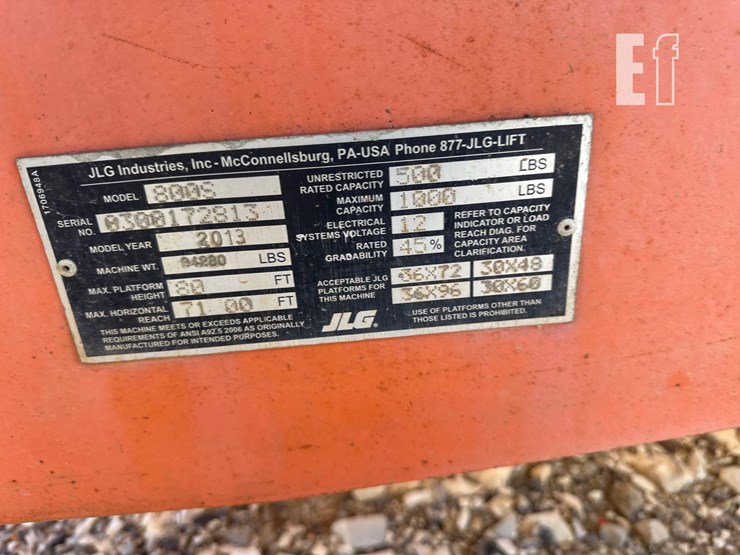 Ef
JLG Industries, Inc - McConnellsburg, PA-USA Phone 877-JLG-LIFT
MODEL 800S
SERIAL NO. 0300172813
MODEL YEAR 2013
MACHINE WT. LBS
MAX. PLATFORM HEIGHT 80 FT
MAX. HORIZONTAL REACH 71.00 FT
THIS MACHINE MEETS OR EXCEEDS APPLICABLE
REQUIREMENTS OF ANSI A92.5 2006 AS ORIGINALLY
MANUFACTURED FOR INTENDED PURPOSES.
UNRESTRICTED RATED CAPACITY 500 LBS
MAXIMUM CAPACITY 1000 LBS
ELECTRICAL SYSTEMS VOLTAGE 12
RATED GRADABILITY 45%
REFER TO CAPACITY
INDICATOR OR LOAD
REACH DIAG. FOR
CAPACITY AREA
CLARIFICATION.
ACCEPTABLE JLG
PLATFORMS FOR
THIS MACHINE
36X72 30X48
36X96 30X60
JLG®
USE OF PLATFORMS OTHER THAN
THOSE LISTED IS PROHIBITED.
1706948A